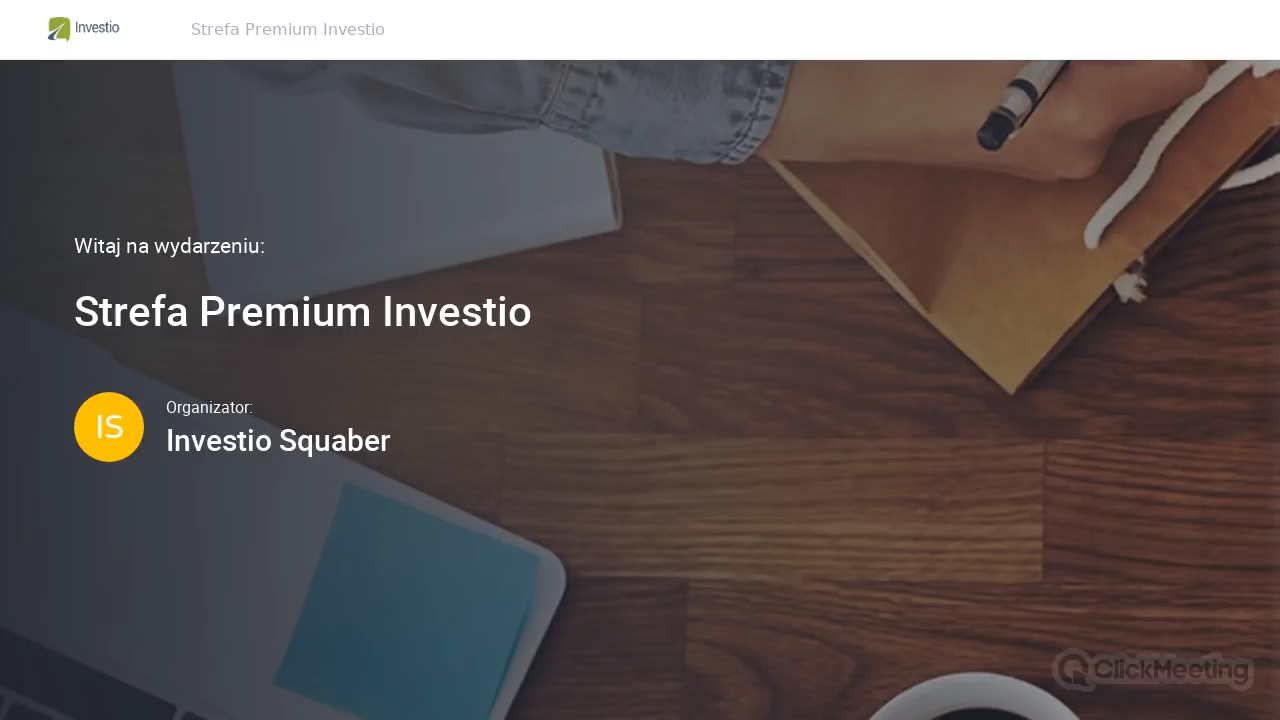 Investio
Strefa Premium Investio
Witaj na wydarzeniu:
Strefa Premium Investio
IS
Organizator:
Investio Squaber
ClickMeeting